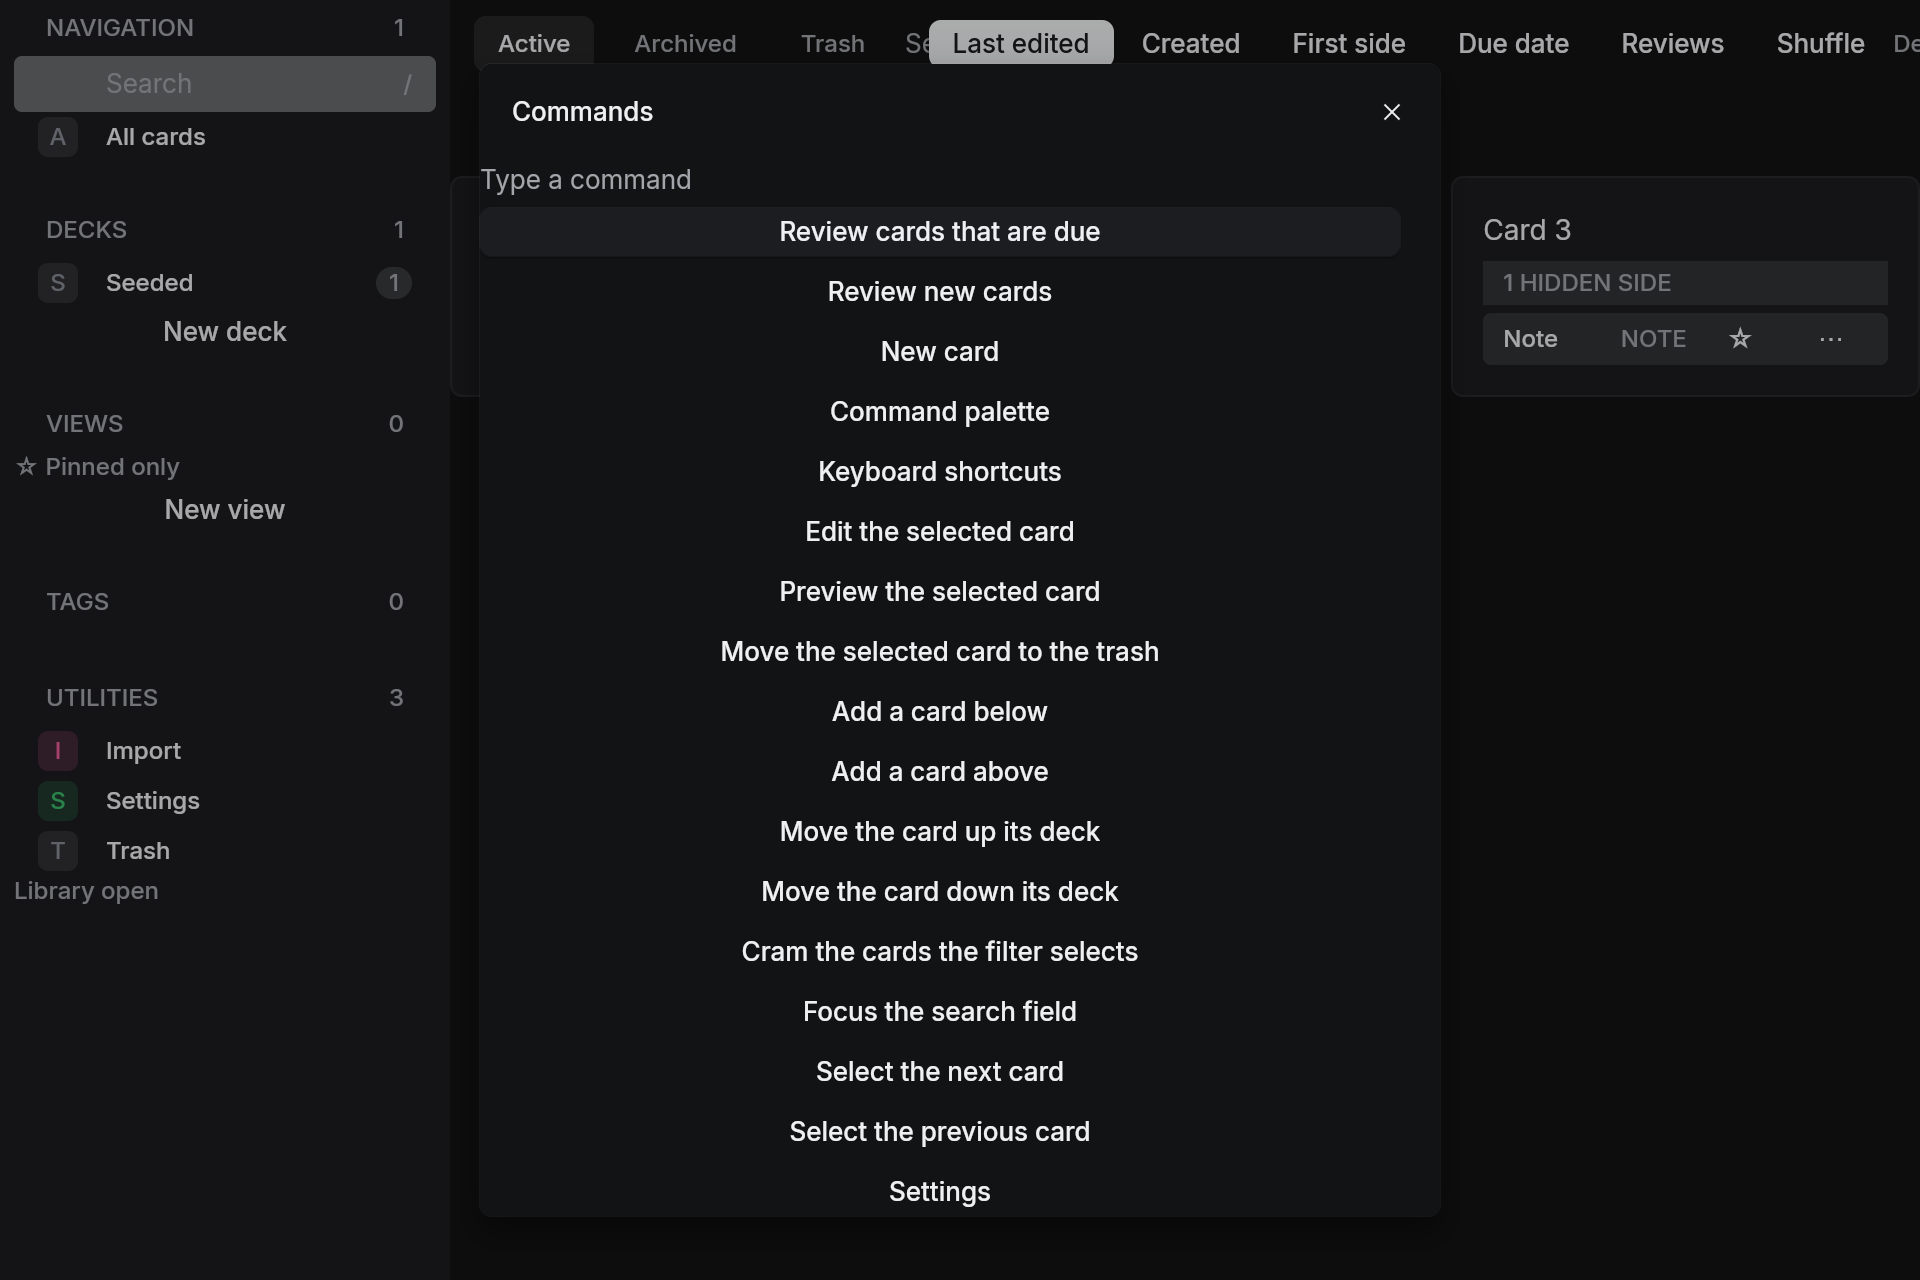 NAVIGATION 1
Search /
A All cards
DECKS 1
S Seeded 1
New deck
VIEWS 0
☆ Pinned only
New view
TAGS 0
UTILITIES 3
I Import
S Settings
T Trash
Library open
Active Archived Trash Se Last edited Created First side Due date Reviews Shuffle De
Commands
Type a command
Review cards that are due
Review new cards
New card
Command palette
Keyboard shortcuts
Edit the selected card
Preview the selected card
Move the selected card to the trash
Add a card below
Add a card above
Move the card up its deck
Move the card down its deck
Cram the cards the filter selects
Focus the search field
Select the next card
Select the previous card
Settings
Card 3
1 HIDDEN SIDE
Note NOTE ☆ ...